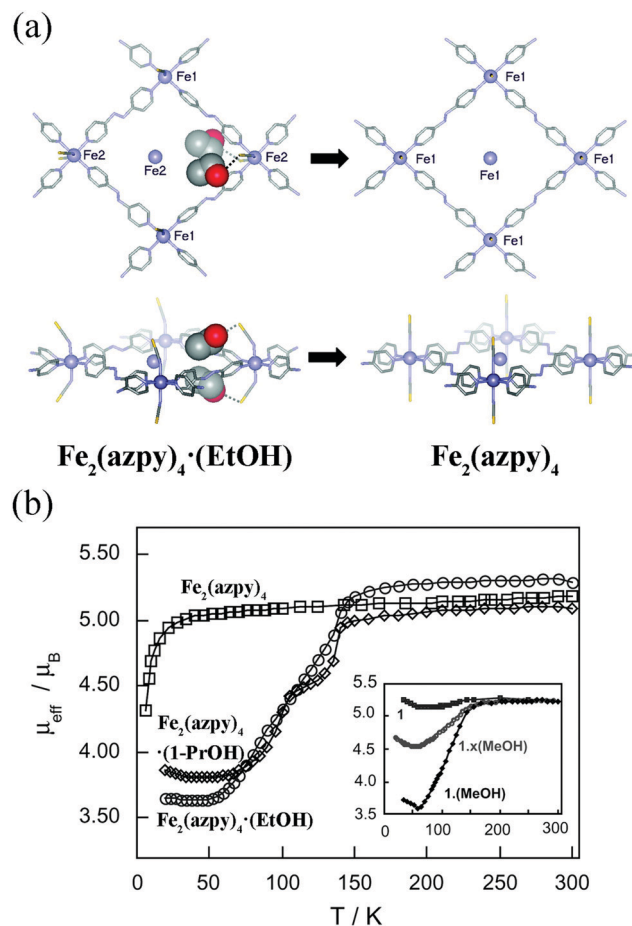 (a)
Fe1
Fe2
Fe2
Fe2
Fe1
Fe1
Fe1
Fe1
Fe1
Fe1
Fe₂(azpy)₄·(EtOH)
Fe₂(azpy)₄
(b)
μeff / μB
5.50
5.00
4.50
4.00
3.50
Fe₂(azpy)₄
Fe₂(azpy)₄
·(1-PrOH)
Fe₂(azpy)₄·(EtOH)
5.5
5.0
4.5
4.0
3.5
1
1.x(MeOH)
1.(MeOH)
0 50 100 150 200 250 300
0 50 100 150 200 250 300
T / K